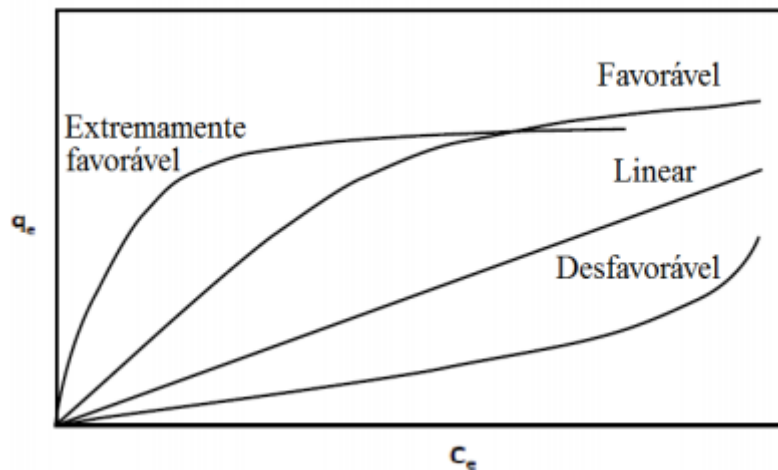 Favorável
Extremamente
favorável
Linear
qₑ
Desfavorável
Cₑ